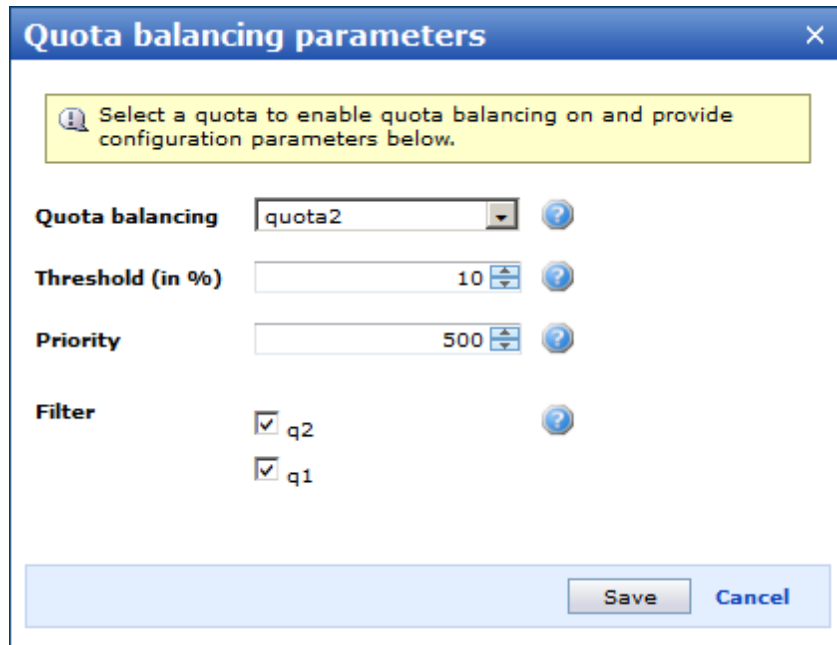 Quota balancing parameters
Select a quota to enable quota balancing on and provide
configuration parameters below.
Quota balancing quota2
Threshold (in %) 10
Priority 500
Filter q2
q1
Save Cancel